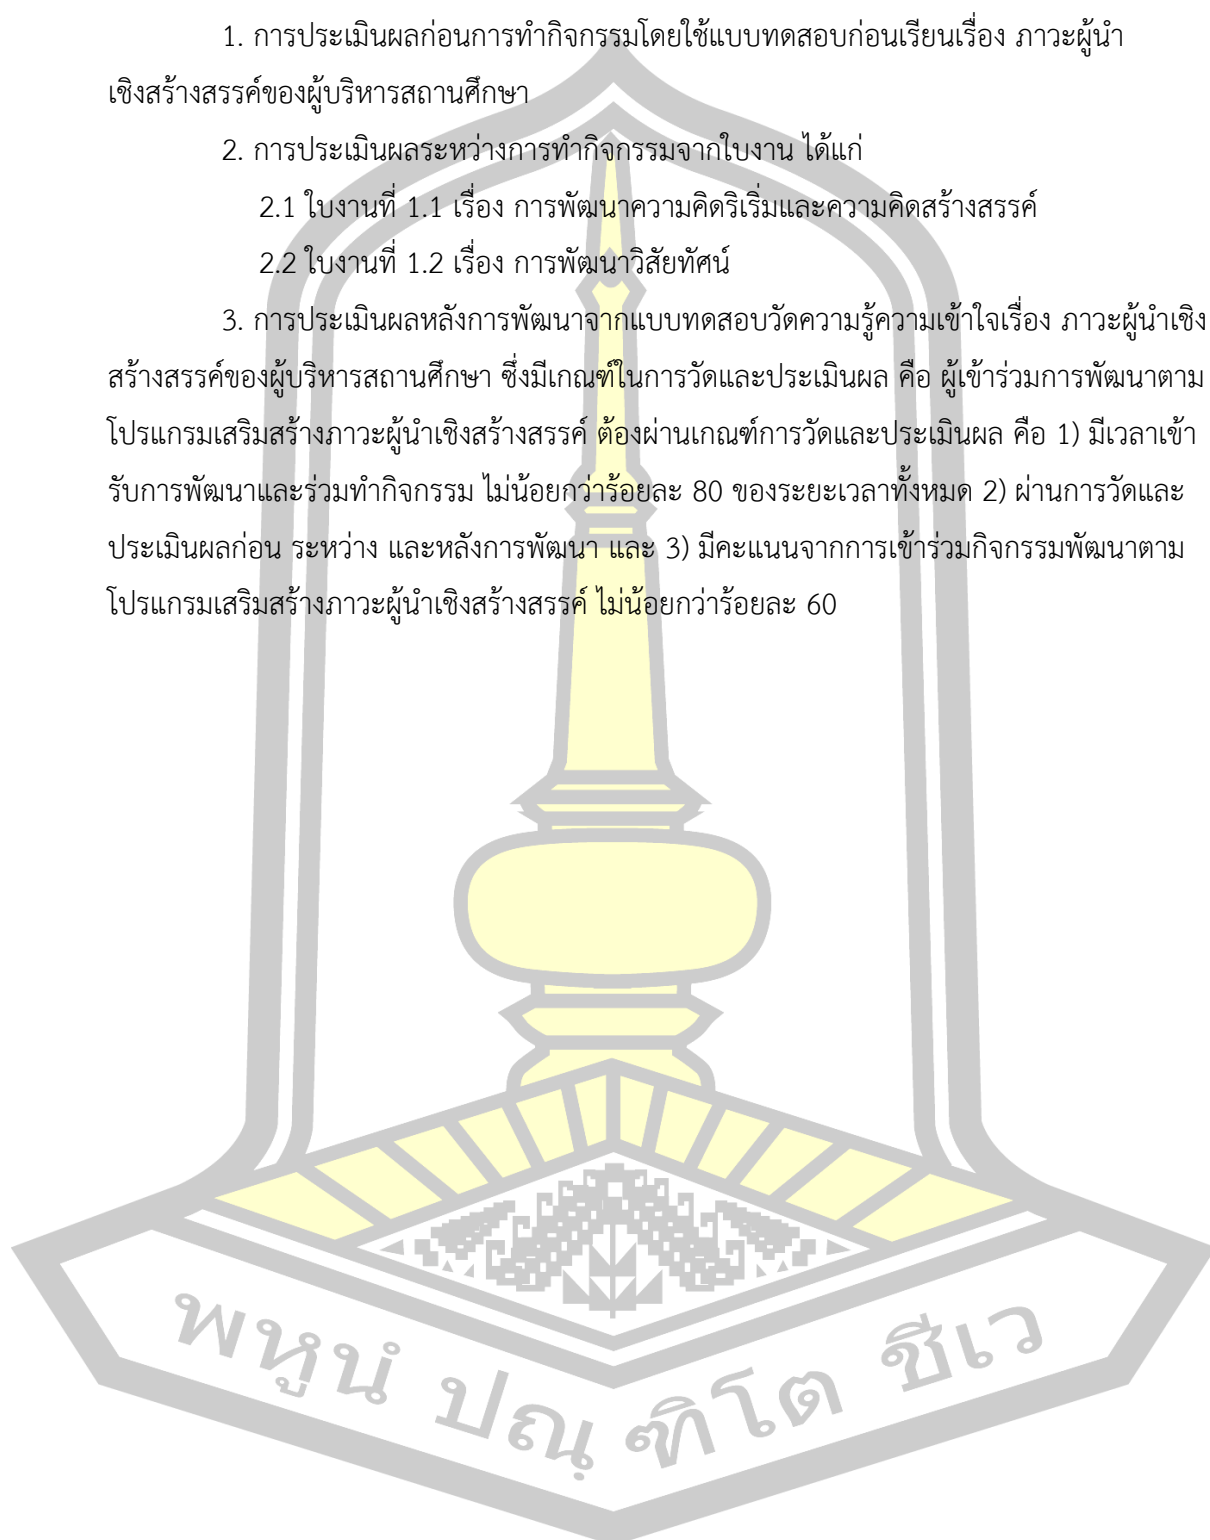 1. การประเมินผลก่อนการทำกิจกรรมโดยใช้แบบทดสอบก่อนเรียนเรื่อง ภาวะผู้นำ
เชิงสร้างสรรค์ของผู้บริหารสถานศึกษา
2. การประเมินผลระหว่างการทำกิจกรรมจากใบงาน ได้แก่
2.1 ใบงานที่ 1.1 เรื่อง การพัฒนาความคิดริเริ่มและความคิดสร้างสรรค์
2.2 ใบงานที่ 1.2 เรื่อง การพัฒนาวิสัยทัศน์
3. การประเมินผลหลังการพัฒนาจากแบบทดสอบวัดความรู้ความเข้าใจเรื่อง ภาวะผู้นำเชิง
สร้างสรรค์ของผู้บริหารสถานศึกษา ซึ่งมีเกณฑ์ในการวัดและประเมินผล คือ ผู้เข้าร่วมการพัฒนาตาม
โปรแกรมเสริมสร้างภาวะผู้นำเชิงสร้างสรรค์ ต้องผ่านเกณฑ์การวัดและประเมินผล คือ 1) มีเวลาเข้า
รับการพัฒนาและร่วมทำกิจกรรม ไม่น้อยกว่าร้อยละ 80 ของระยะเวลาทั้งหมด 2) ผ่านการวัดและ
ประเมินผลก่อน ระหว่าง และหลังการพัฒนา และ 3) มีคะแนนจากการเข้าร่วมกิจกรรมพัฒนาตาม
โปรแกรมเสริมสร้างภาวะผู้นำเชิงสร้างสรรค์ ไม่น้อยกว่าร้อยละ 60
พหูนํ ปณฺฑิโต ชีเว